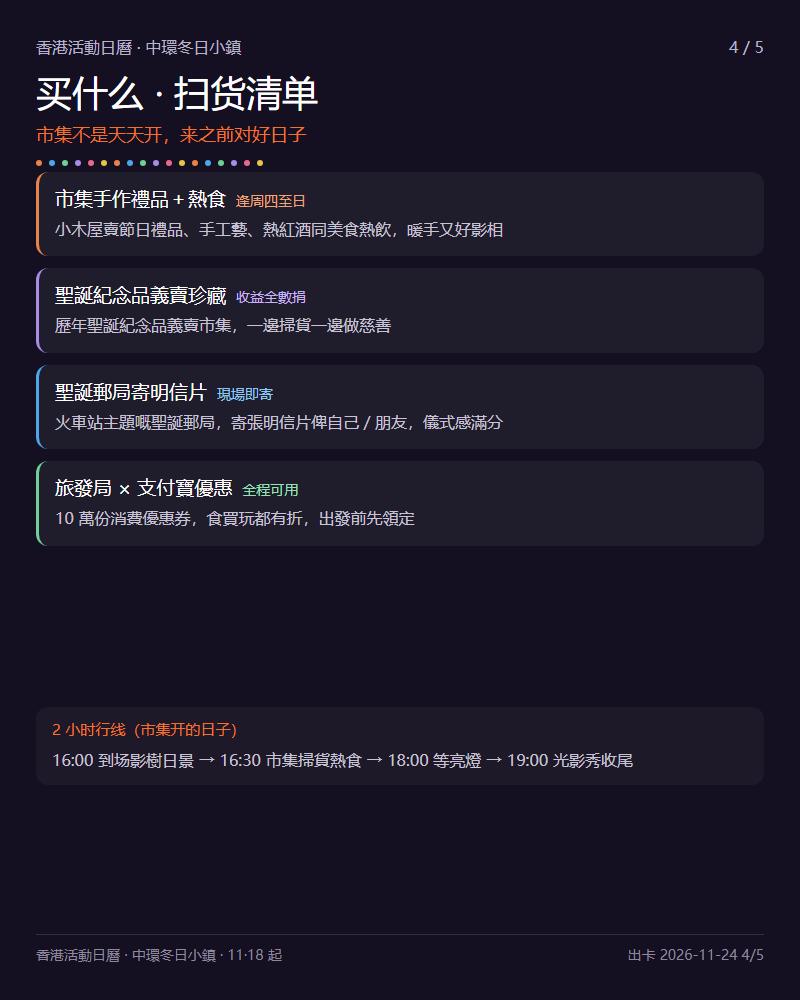 香港活動日曆 · 中環冬日小鎮
4 / 5
买什么 · 扫货清单
市集不是天天开，来之前对好日子
市集手作禮品 + 熱食 逢周四至日
小木屋賣節日禮品、手工藝、熱紅酒同美食熱飲，暖手又好影相
聖誕紀念品義賣珍藏 收益全數捐
歷年聖誕紀念品義賣市集，一邊掃貨一邊做慈善
聖誕郵局寄明信片 現場即寄
火車站主題嘅聖誕郵局，寄張明信片俾自己 / 朋友，儀式感滿分
旅發局 × 支付寶優惠 全程可用
10 萬份消費優惠券，食買玩都有折，出發前先領定
2 小时行线（市集开的日子）
16:00 到场影樹日景 → 16:30 市集掃貨熱食 → 18:00 等亮燈 → 19:00 光影秀收尾
香港活動日曆 · 中環冬日小鎮 · 11·18 起
出卡 2026-11-24 4/5